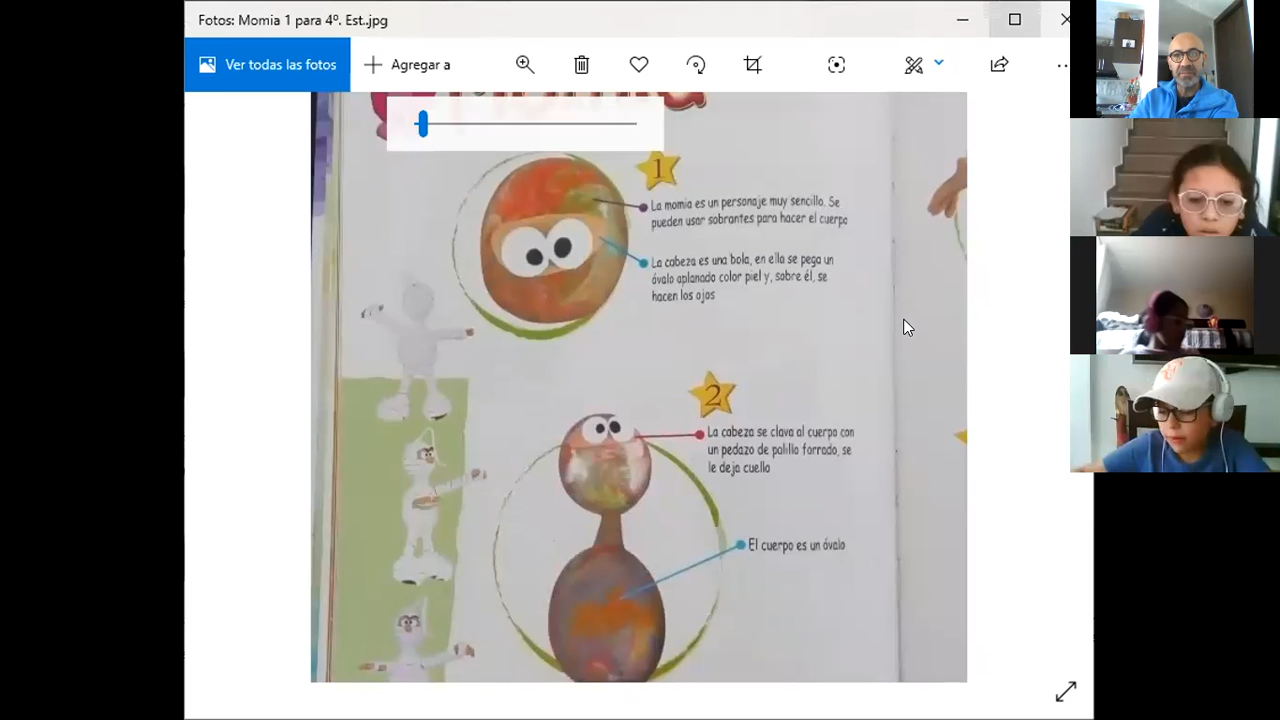 Fotos: Momia 1 para 4º. Est..jpg
Ver todas las fotos
Agregar a
1
La momia es un personaje muy sencillo. Se
pueden usar sobrantes para hacer el cuerpo
La cabeza es una bola, en ella se pega un
óvalo aplanado color piel y, sobre él, se
hacen los ojos
2
La cabeza se clava al cuerpo con
un pedazo de palillo forrado, se
le deja cuello
El cuerpo es un óvalo